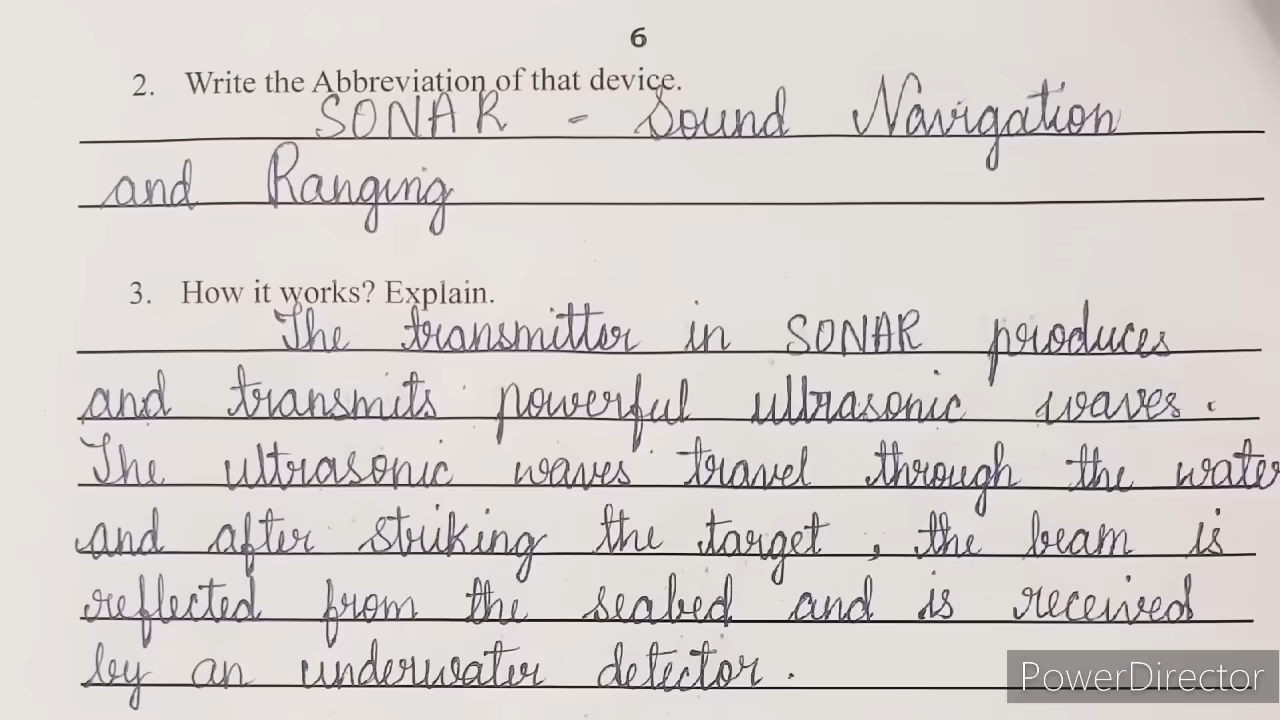 6
2. Write the Abbreviation of that device.
SONAR - Sound Navigation
and Ranging
3. How it works? Explain.
The transmitter in SONAR produces
and transmits powerful ultrasonic waves.
The ultrasonic waves travel through the water
and after striking the target, the beam is
reflected from the seabed and is received
by an underwater detector.
PowerDirector